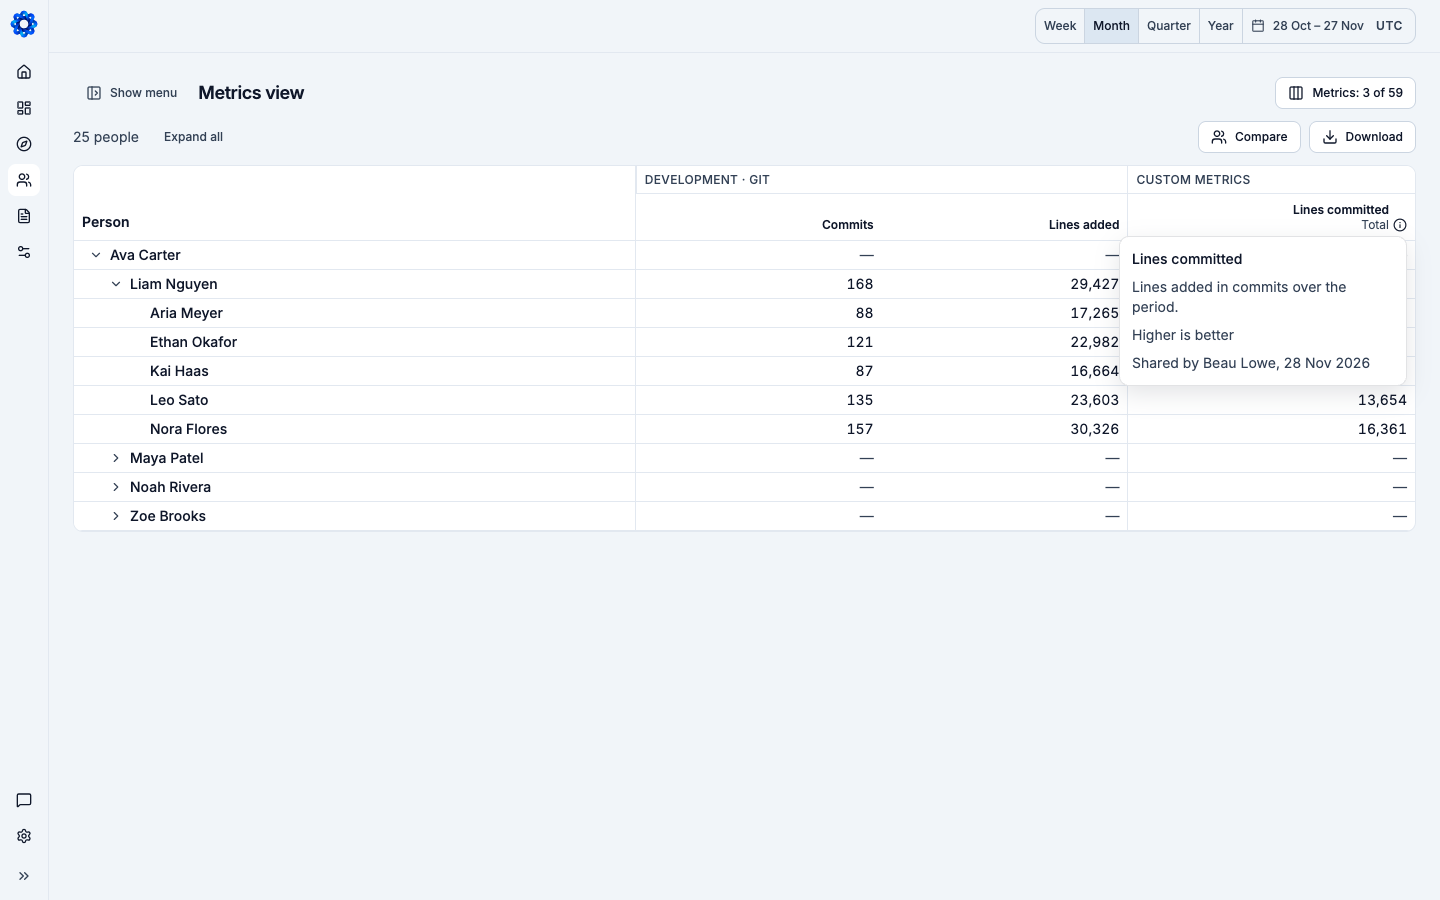 Week Month Quarter Year 28 Oct – 27 Nov UTC
Show menu Metrics view Metrics: 3 of 59
25 people Expand all Compare Download
DEVELOPMENT · GIT CUSTOM METRICS
Person Commits Lines added Lines committed
Total
Ava Carter — —
Liam Nguyen 168 29,427
Aria Meyer 88 17,265
Ethan Okafor 121 22,982
Kai Haas 87 16,664
Lines committed
Lines added in commits over the
period.
Higher is better
Shared by Beau Lowe, 28 Nov 2026
Leo Sato 135 23,603 13,654
Nora Flores 157 30,326 16,361
Maya Patel — — —
Noah Rivera — — —
Zoe Brooks — — —